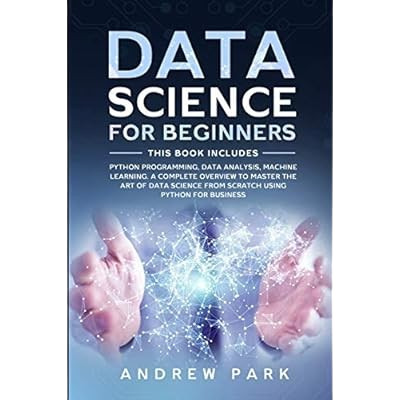 DATA
SCIENCE
FOR BEGINNERS
THIS BOOK INCLUDES
PYTHON PROGRAMMING, DATA ANALYSIS, MACHINE
LEARNING. A COMPLETE OVERVIEW TO MASTER THE
ART OF DATA SCIENCE FROM SCRATCH USING
PYTHON FOR BUSINESS
ANDREW PARK